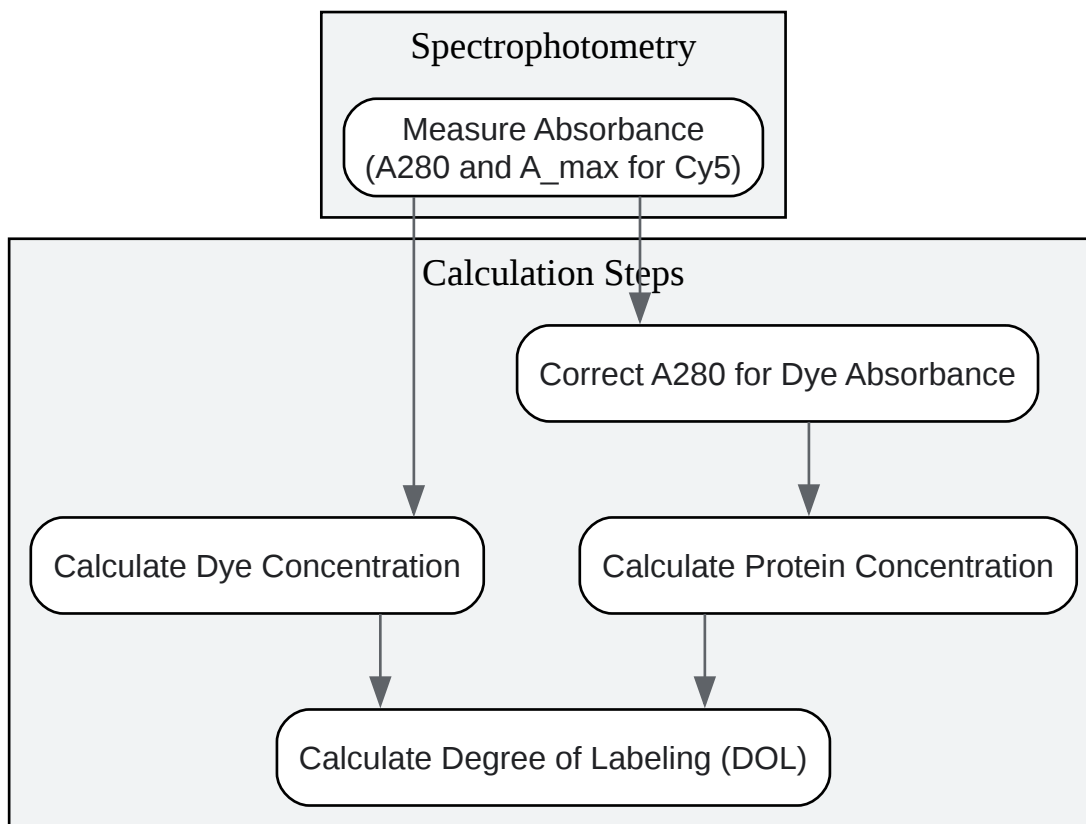 Spectrophotometry
Measure Absorbance
(A280 and A_max for Cy5)
Calculation Steps
Correct A280 for Dye Absorbance
Calculate Dye Concentration
Calculate Protein Concentration
Calculate Degree of Labeling (DOL)